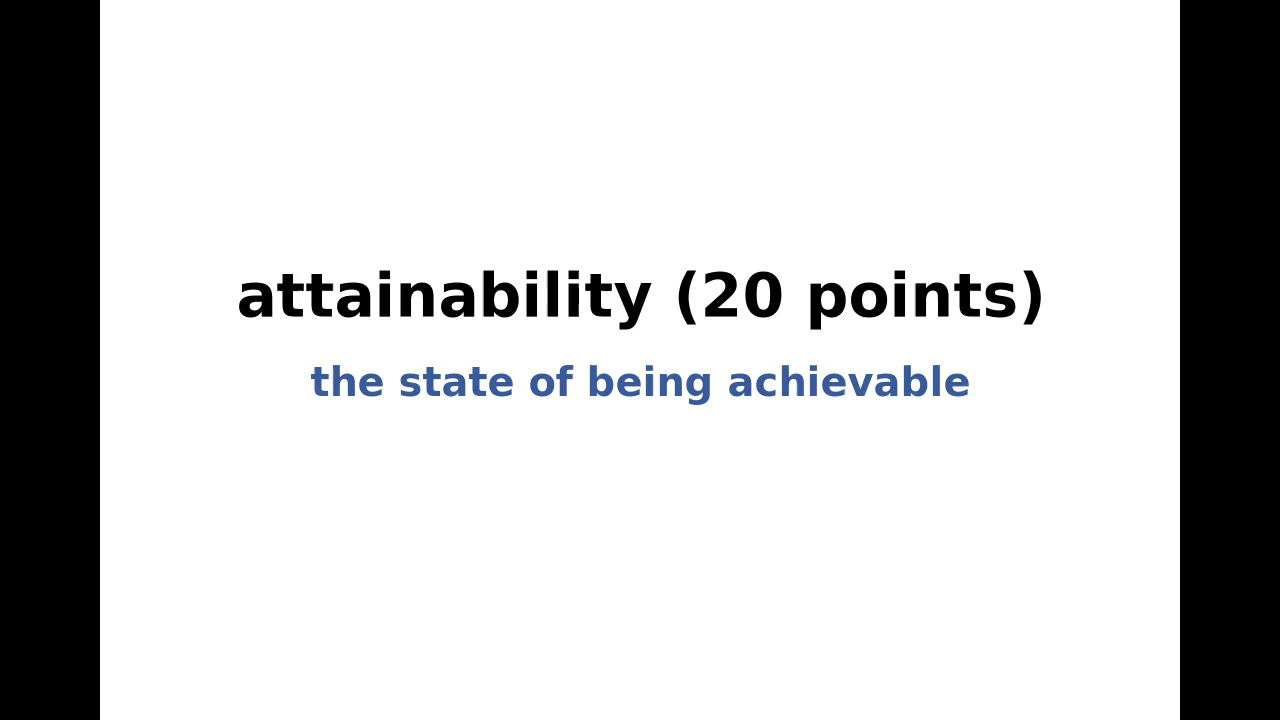 attainability (20 points)
the state of being achievable